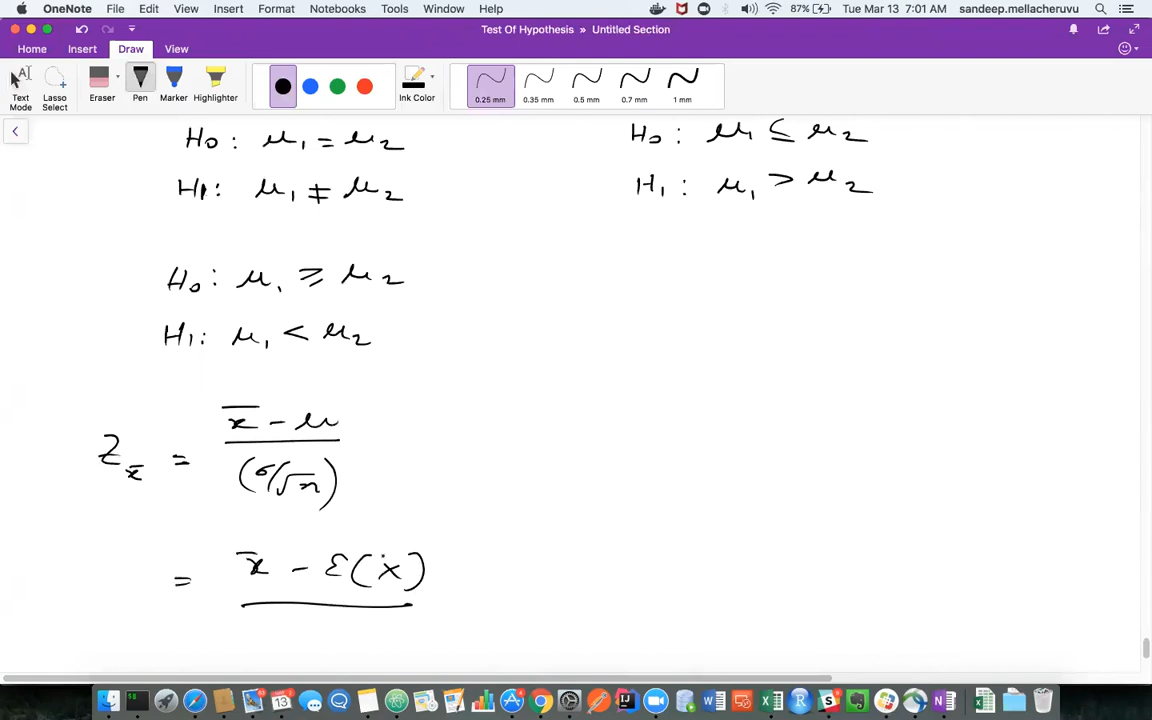 OneNote File Edit View Insert Format Notebooks Tools Window Help 87% Tue Mar 13 7:01 AM sandeep.mellacheruvu
Test Of Hypothesis » Untitled Section
Home Insert Draw View
Text Mode Lasso Select Eraser Pen Marker Highlighter Ink Color 0.25 mm 0.35 mm 0.5 mm 0.7 mm 1 mm
H₀ : μ₁ = μ₂ H₀ : μ₁ ≤ μ₂
H₁ : μ₁ ≠ μ₂ H₁ : μ₁ > μ₂
H₀ : μ₁ ≥ μ₂
H₁ : μ₁ < μ₂
Z_x̄ = (x̄ - μ) / (σ/√n)
= x̄ - E(x)